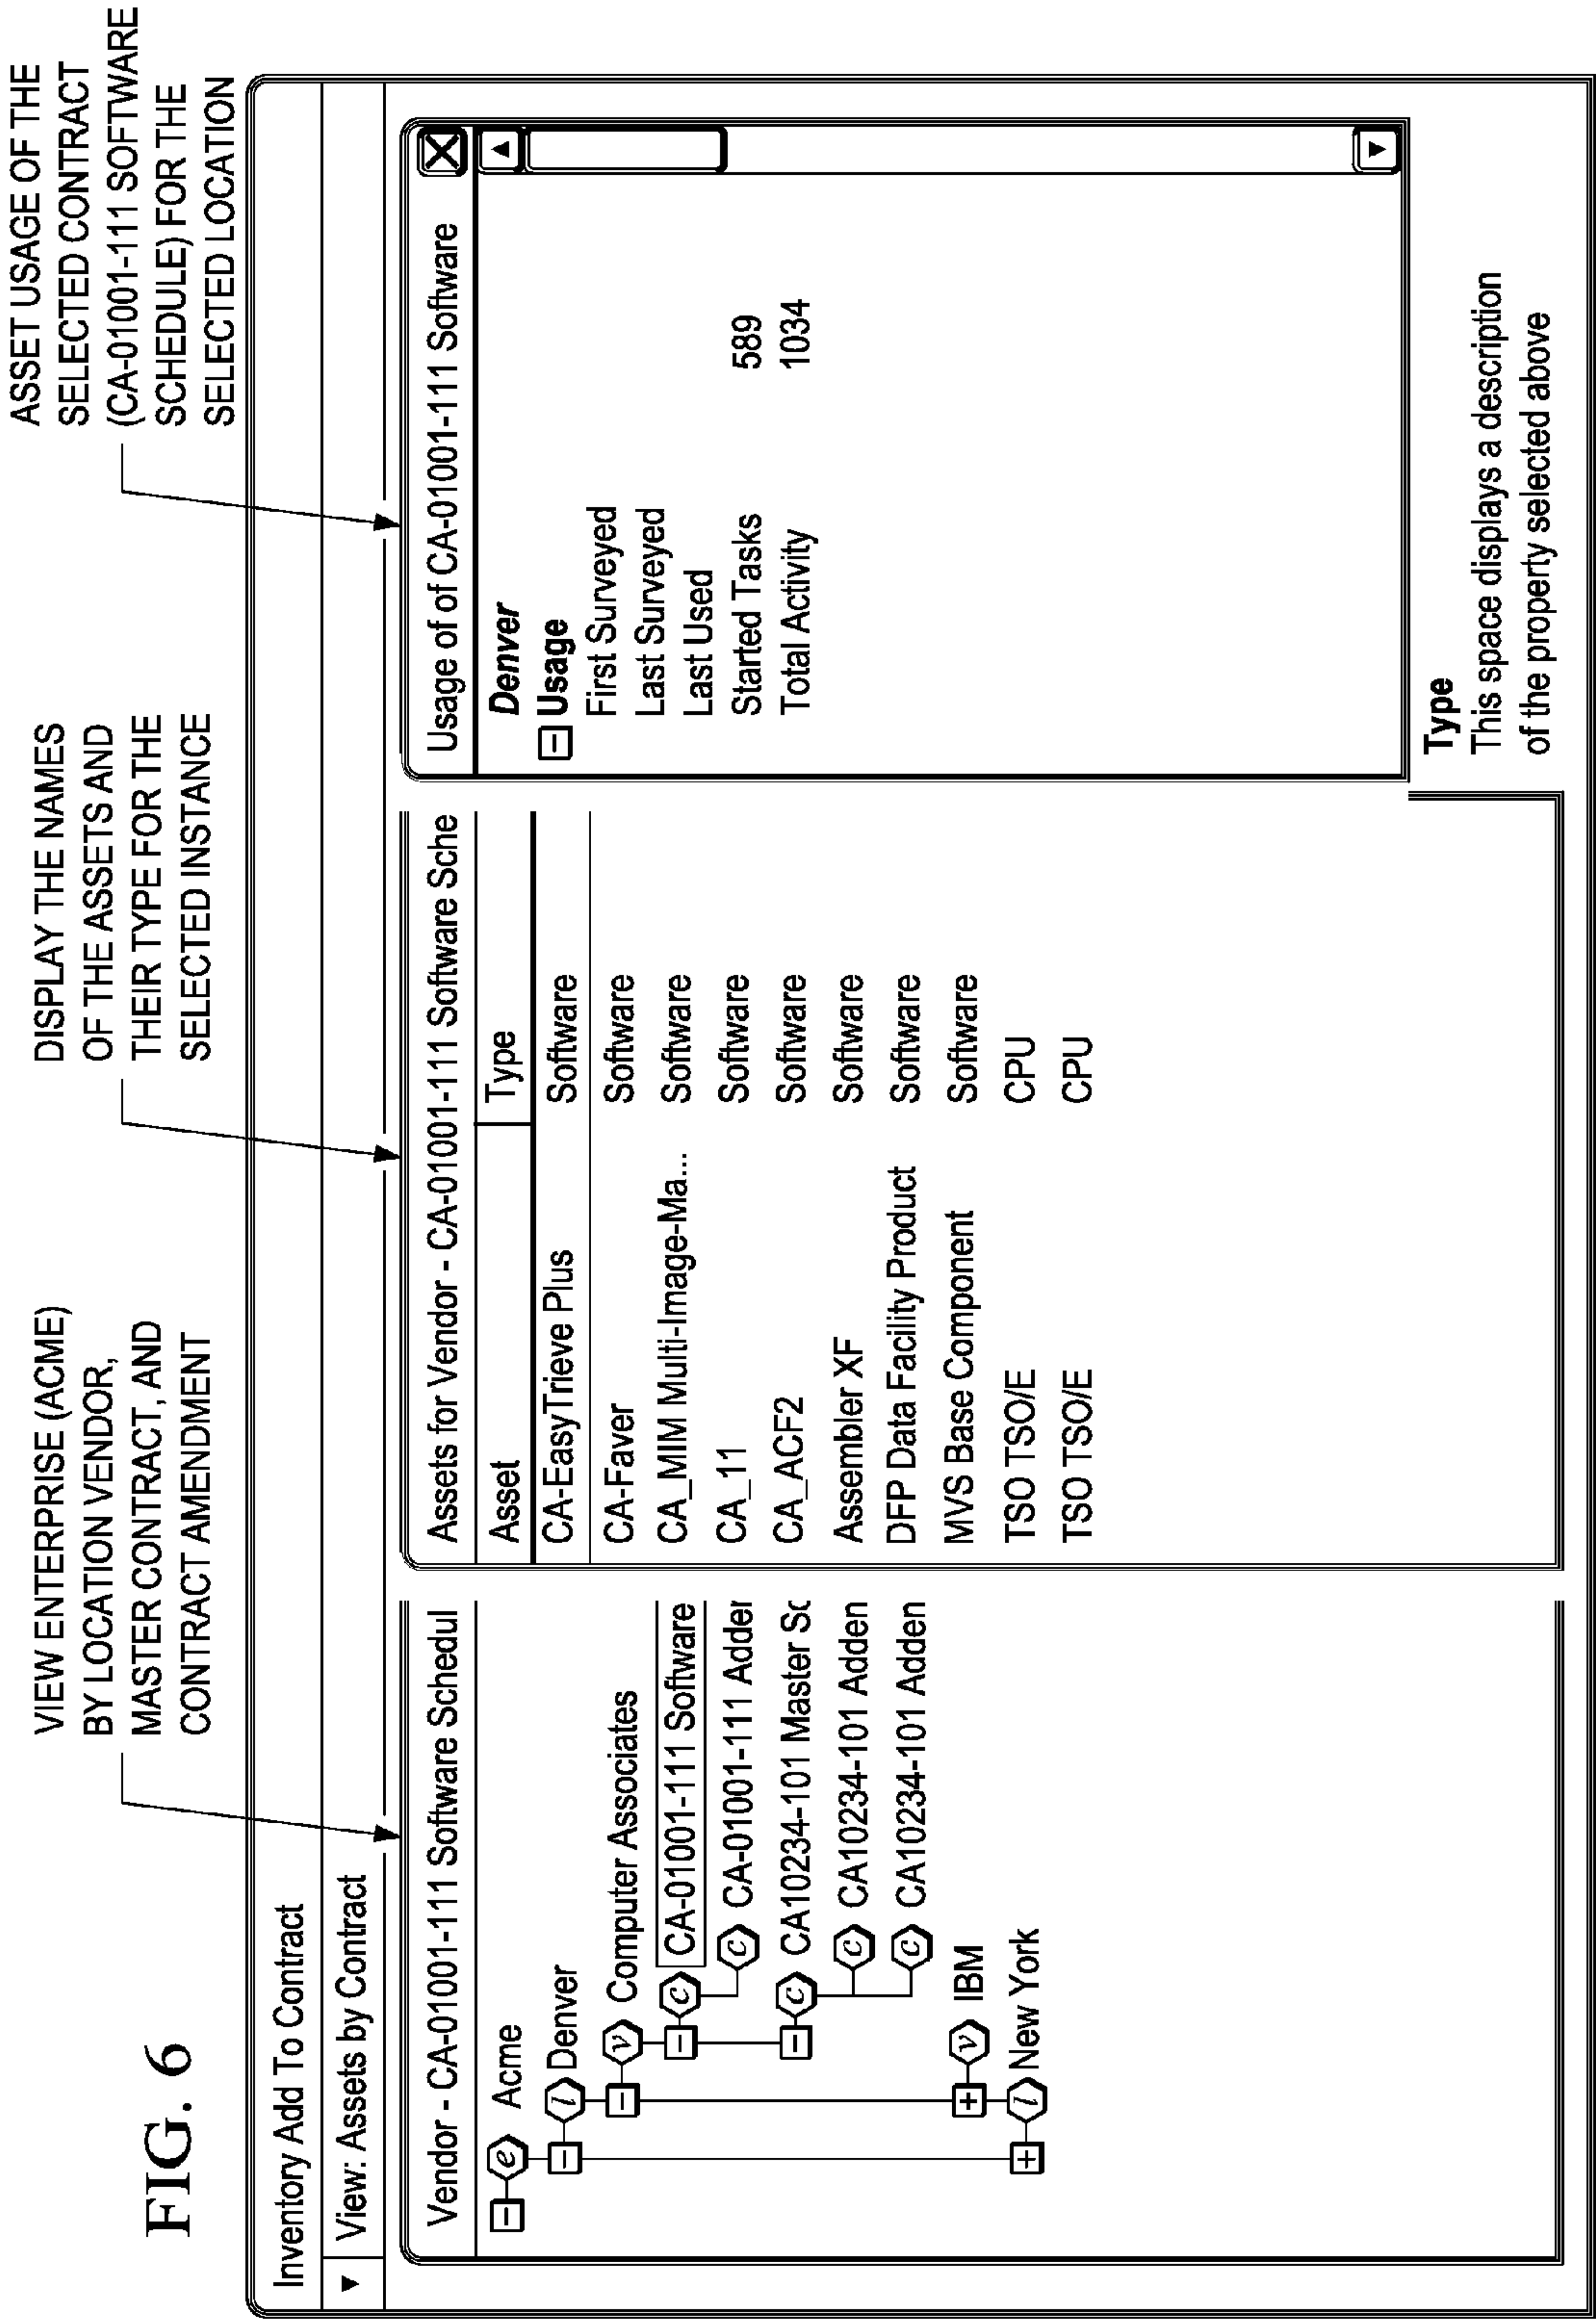 FIG. 6
VIEW ENTERPRISE (ACME)
BY LOCATION VENDOR,
MASTER CONTRACT, AND
CONTRACT AMENDMENT
DISPLAY THE NAMES
OF THE ASSETS AND
THEIR TYPE FOR THE
SELECTED INSTANCE
ASSET USAGE OF THE
SELECTED CONTRACT
(CA-01001-111 SOFTWARE
SCHEDULE) FOR THE
SELECTED LOCATION
Inventory Add To Contract
View: Assets by Contract
Vendor - CA-01001-111 Software Schedul
e Acme
l Denver
v Computer Associates
c CA-01001-111 Software
c CA-01001-111 Adder
c CA10234-101 Master Sc
c CA10234-101 Adden
c CA10234-101 Adden
v IBM
l New York
Assets for Vendor - CA-01001-111 Software Sche
Asset Type
CA-EasyTrieve Plus Software
CA-Faver Software
CA_MIM Multi-Image-Ma... Software
CA_11 Software
CA_ACF2 Software
Assembler XF Software
DFP Data Facility Product Software
MVS Base Component Software
TSO TSO/E CPU
TSO TSO/E CPU
Usage of of CA-01001-111 Software
Denver
Usage
First Surveyed
Last Surveyed
Last Used
Started Tasks 589
Total Activity 1034
Type
This space displays a description
of the property selected above